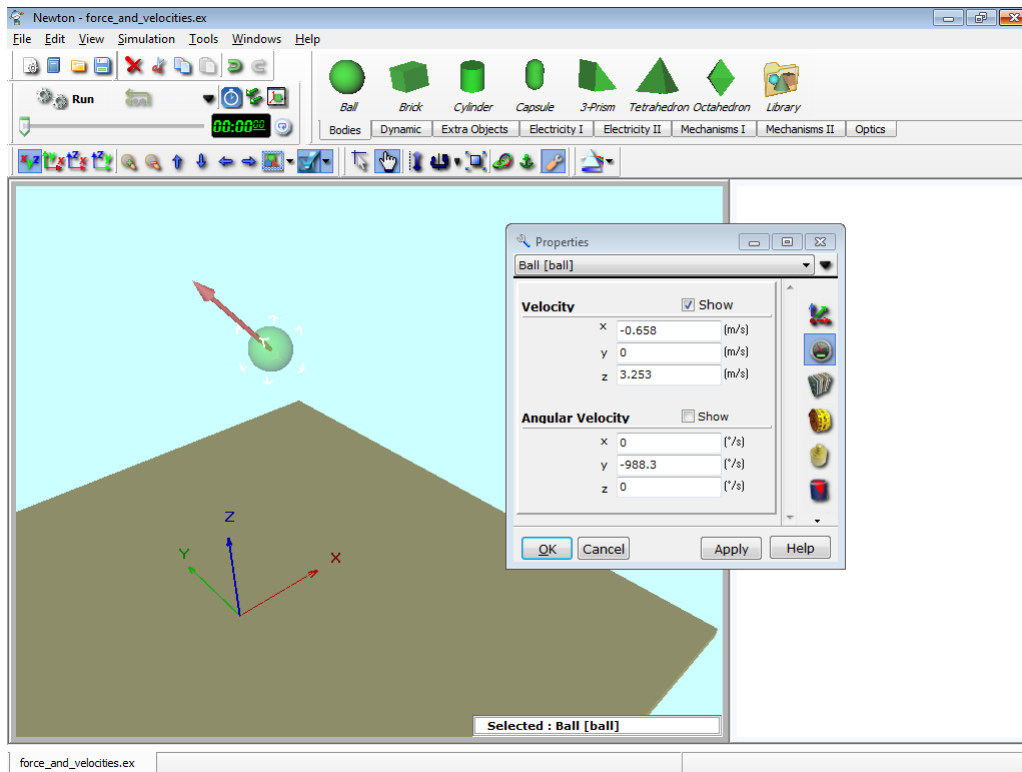 Newton - force_and_velocities.ex
File Edit View Simulation Tools Windows Help
Run
00:00:00
Ball Brick Cylinder Capsule 3-Prism Tetrahedron Octahedron Library
Bodies Dynamic Extra Objects Electricity I Electricity II Mechanisms I Mechanisms II Optics
Properties
Ball [ball]
Velocity Show
x -0.658 (m/s)
y 0 (m/s)
z 3.253 (m/s)
Angular Velocity Show
x 0 (°/s)
y -988.3 (°/s)
z 0 (°/s)
OK Cancel Apply Help
Z
Y
X
Selected : Ball [ball]
force_and_velocities.ex